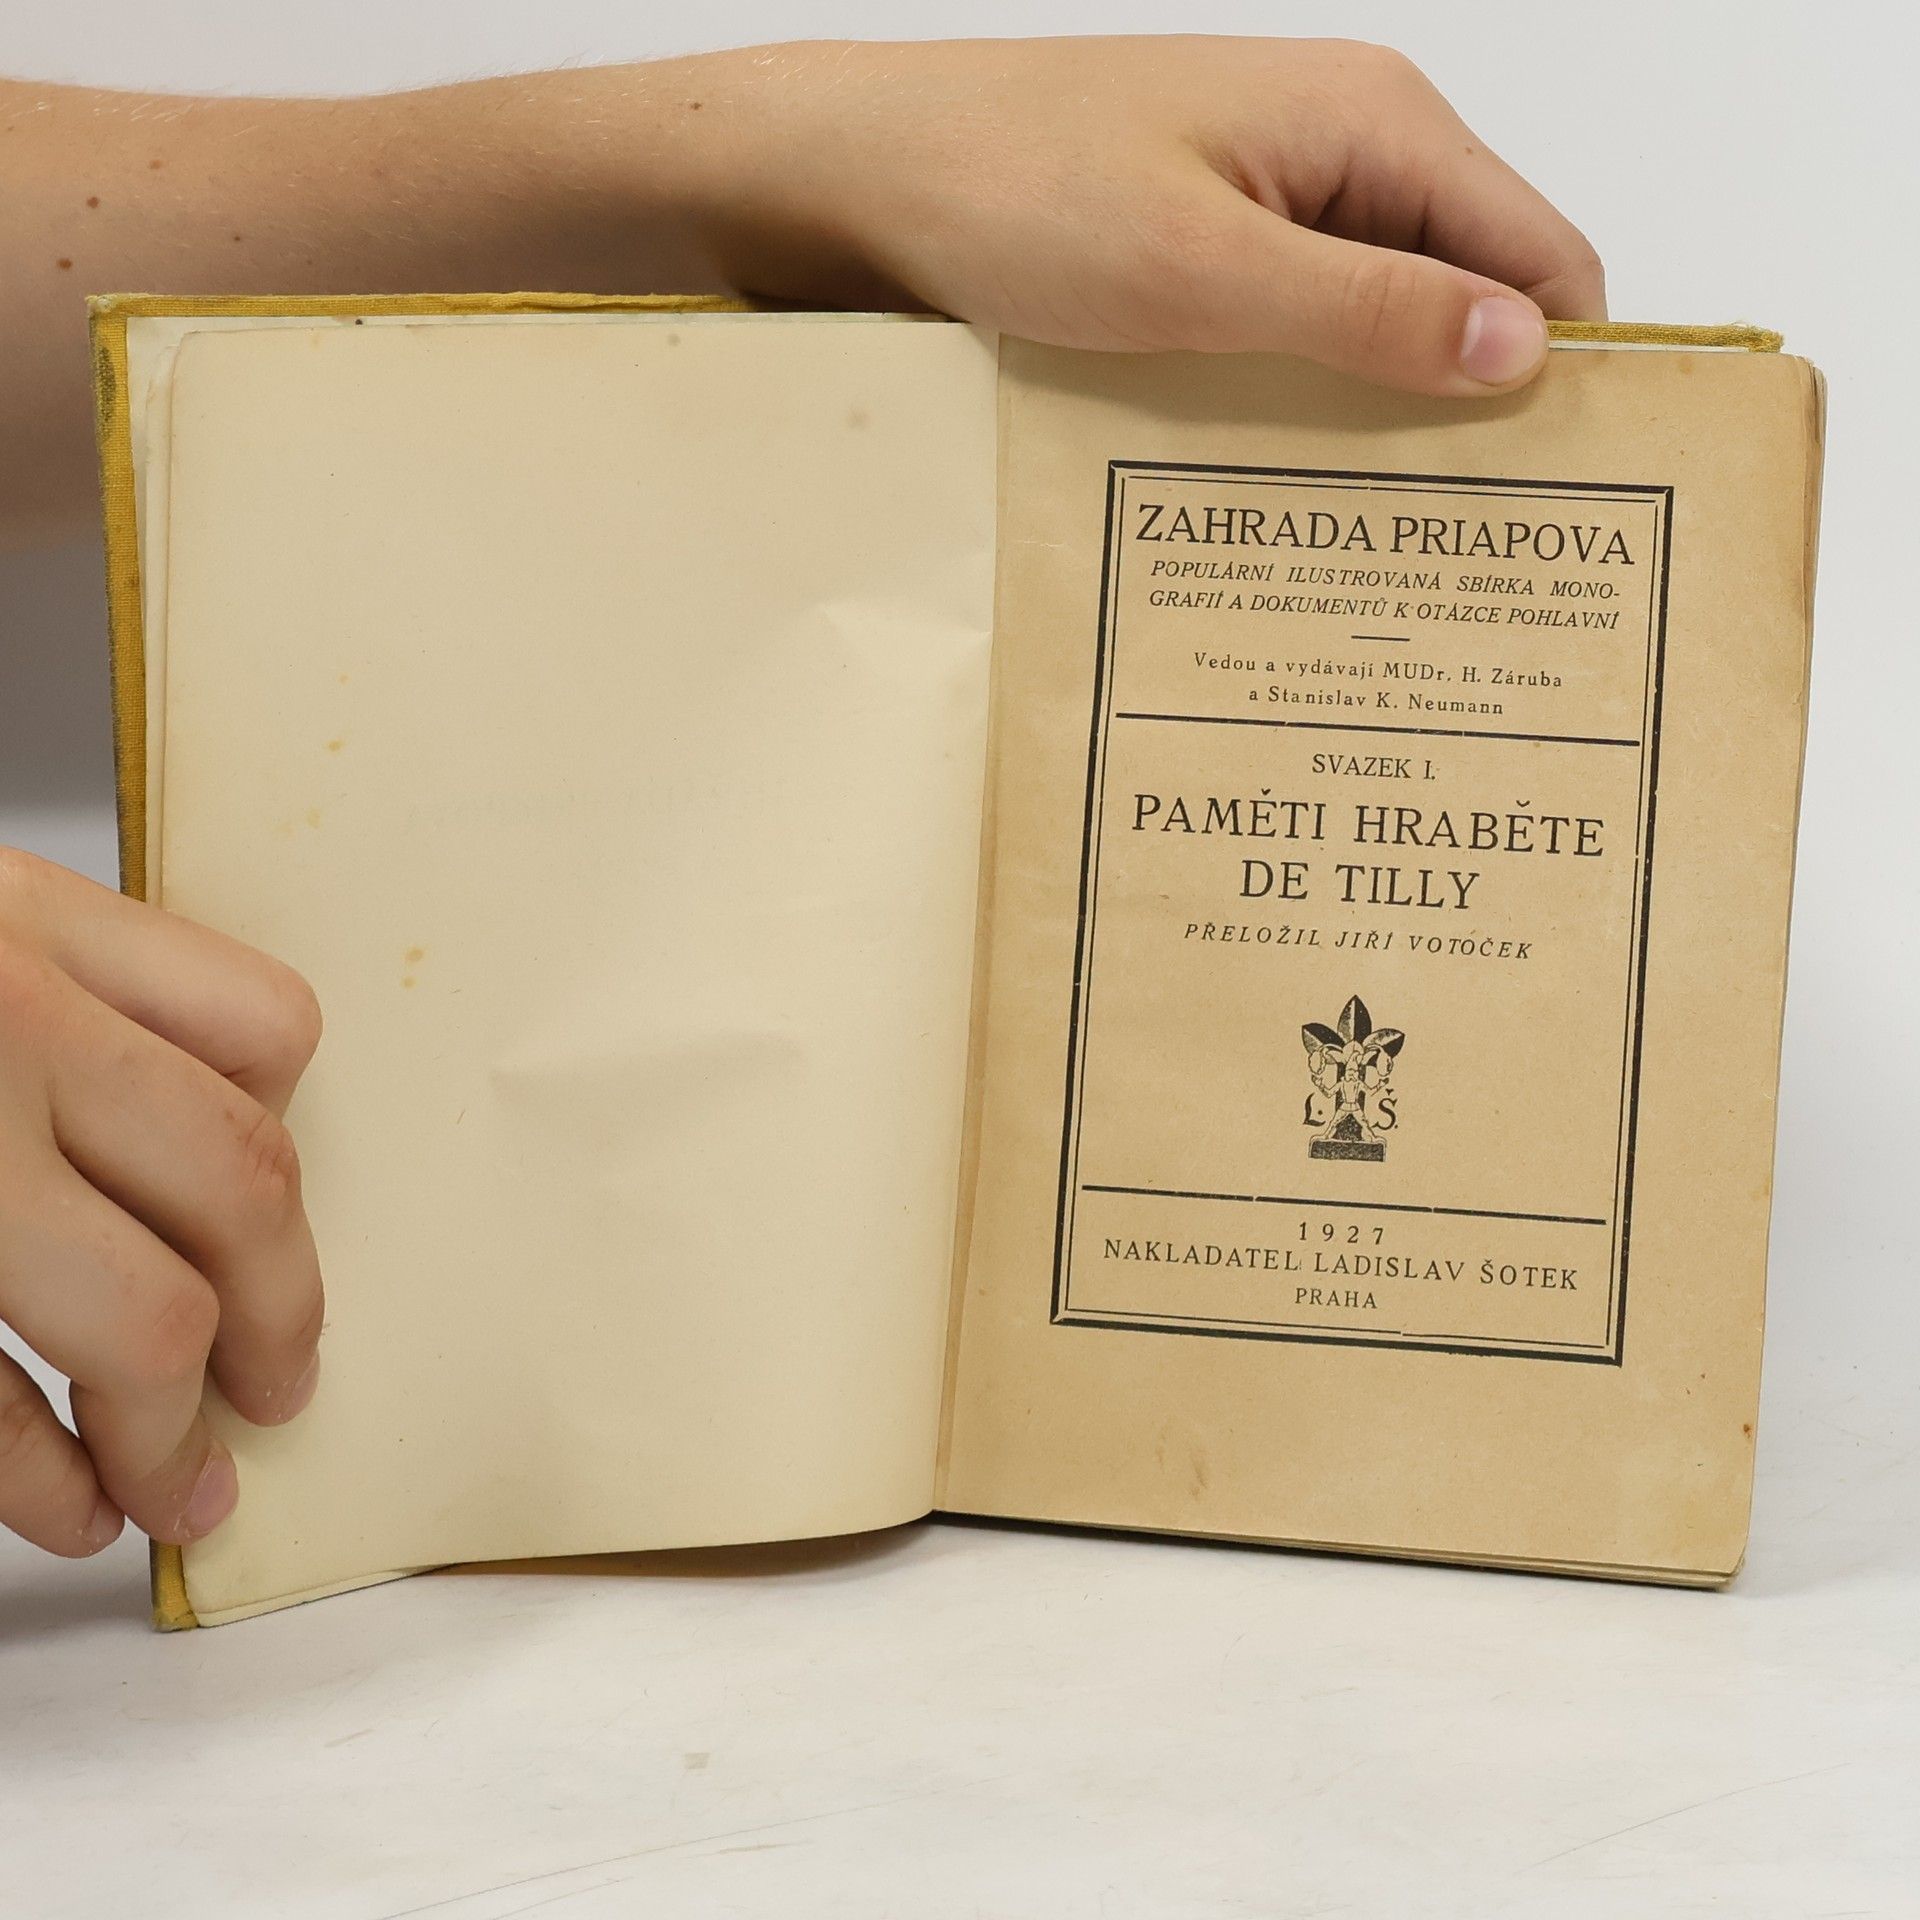 ZAHRADA PRIAPOVA
POPULÁRNÍ ILUSTROVANÁ SBÍRKA MONO-
GRAFIÍ A DOKUMENTŮ K OTÁZCE POHLAVNÍ
Vedou a vydávají MUDr. H. Záruba
a Stanislav K. Neumann
SVAZEK I.
PAMĚTI HRABĚTE
DE TILLY
PŘELOŽIL JIŘÍ VOTOČEK
L. Š.
1927
NAKLADATEL LADISLAV ŠOTEK
PRAHA